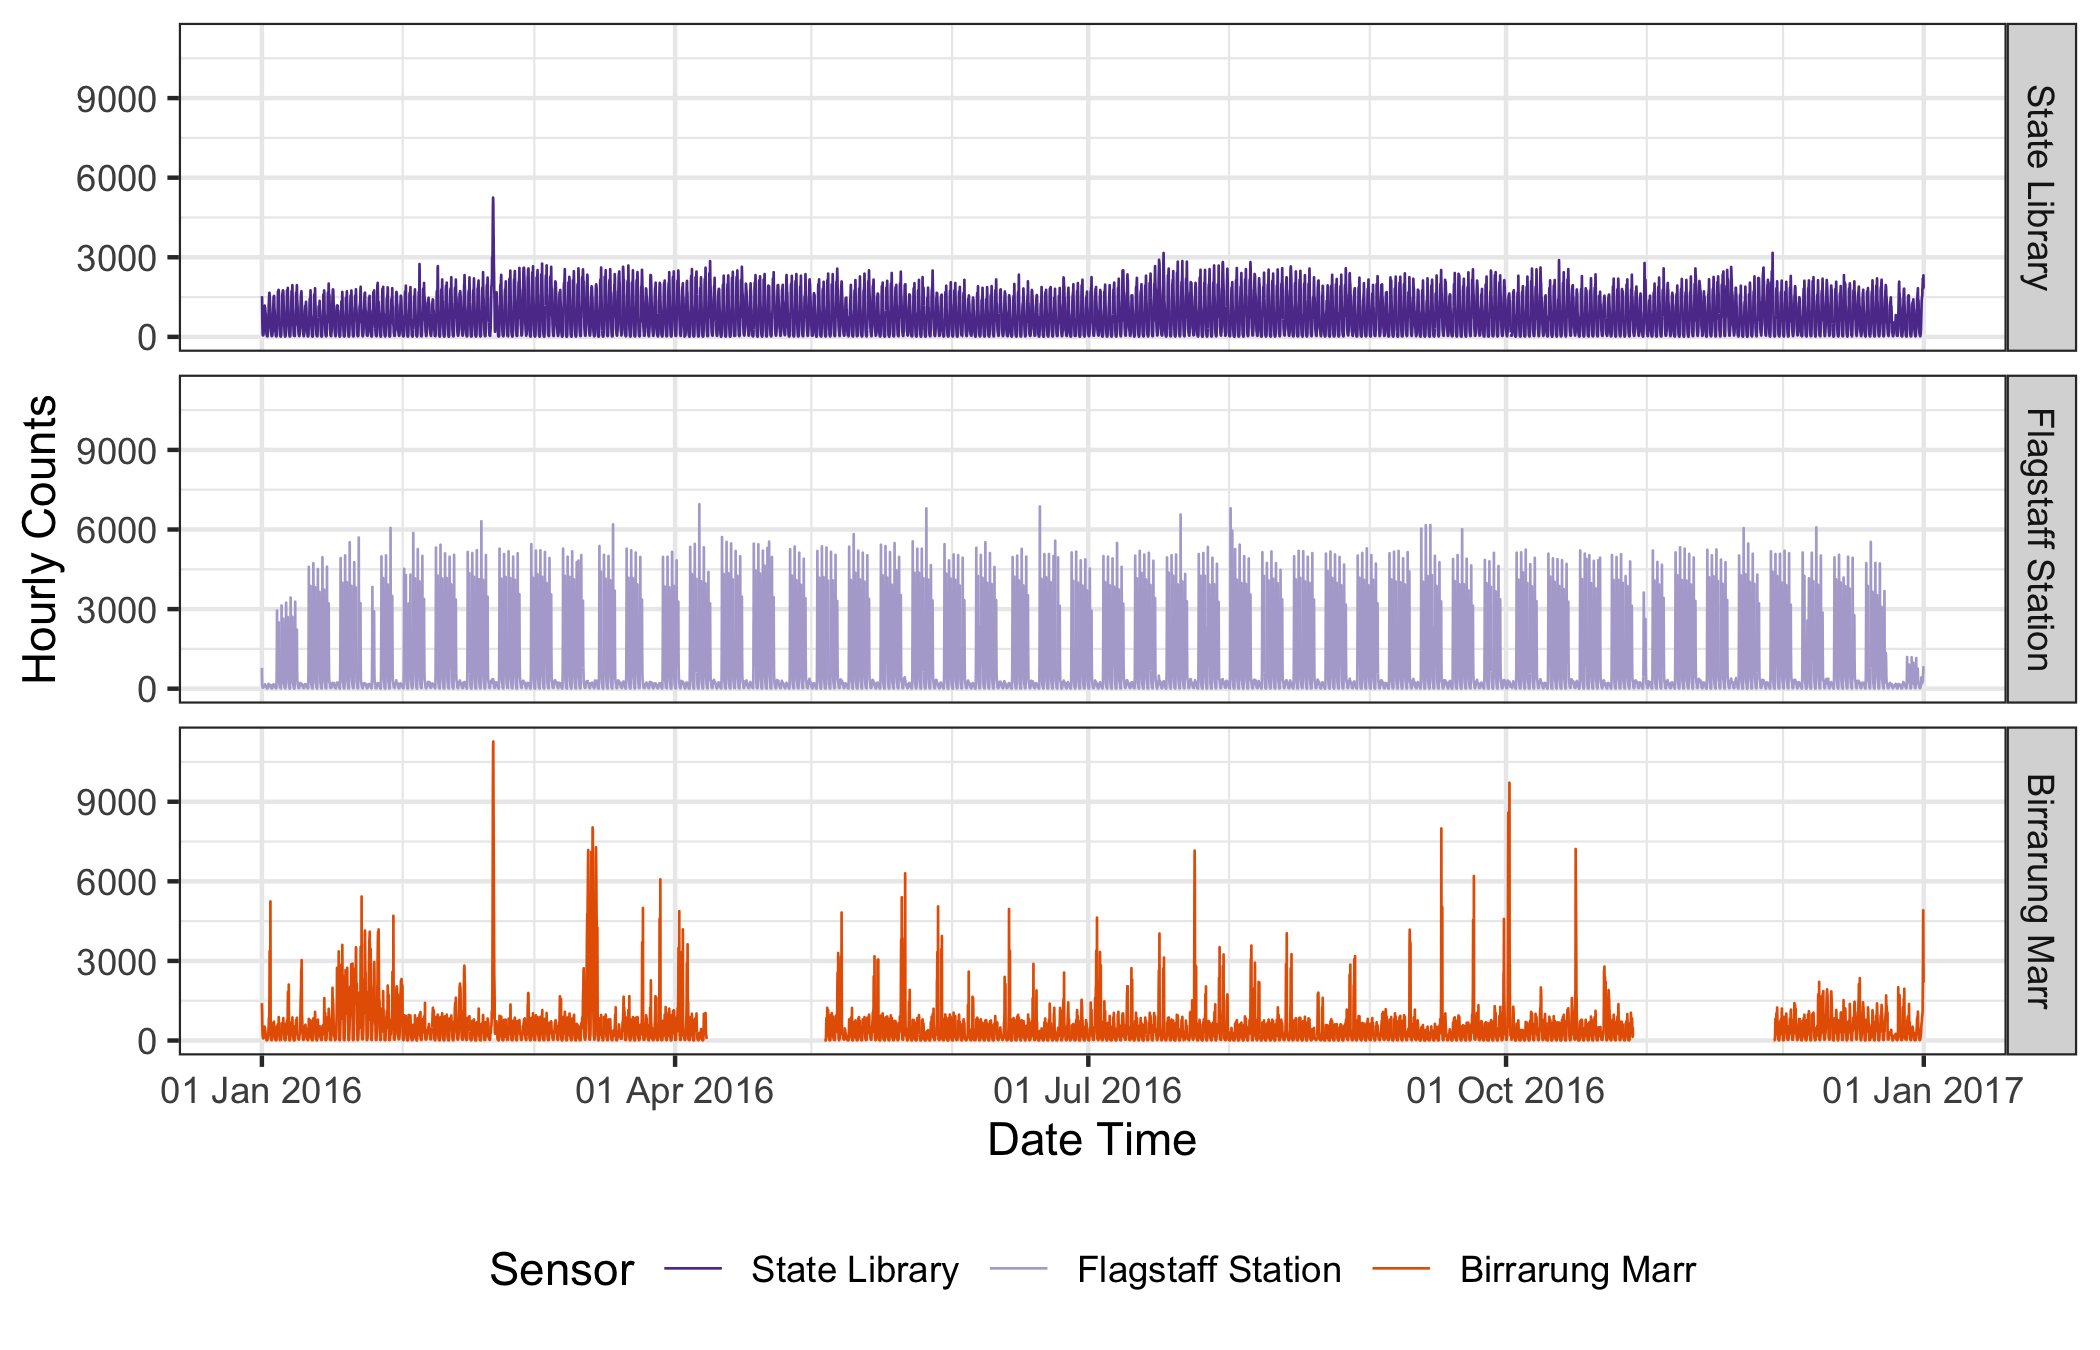 9000
6000
3000
0
State Library
9000
6000
3000
0
Flagstaff Station
9000
6000
3000
0
Birrarung Marr
Hourly Counts
01 Jan 2016 01 Apr 2016 01 Jul 2016 01 Oct 2016 01 Jan 2017
Date Time
Sensor State Library Flagstaff Station Birrarung Marr